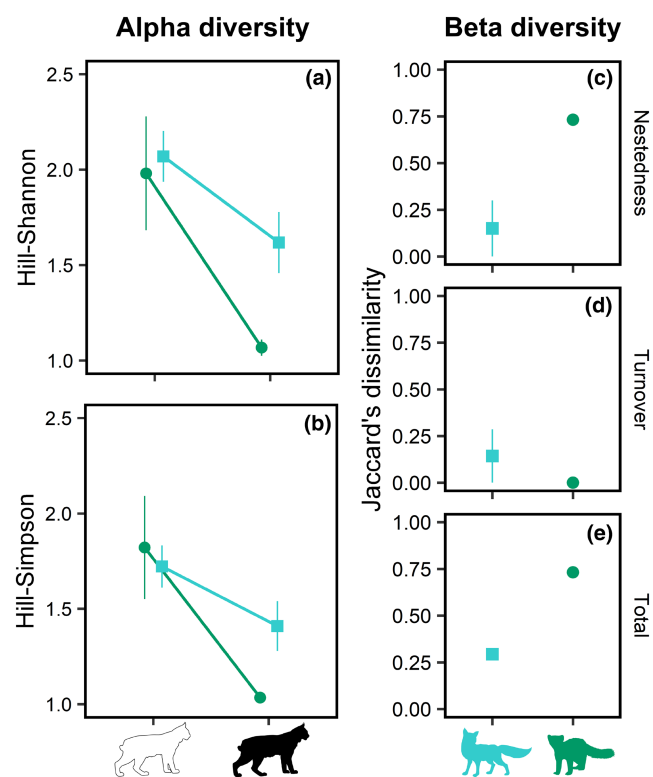 Alpha diversity
Beta diversity
(a)
2.5
2.0
1.5
1.0
Hill-Shannon
(b)
2.5
2.0
1.5
1.0
Hill-Simpson
Jaccard's dissimilarity
(c)
1.00
0.75
0.50
0.25
0.00
Nestedness
(d)
1.00
0.75
0.50
0.25
0.00
Turnover
(e)
1.00
0.75
0.50
0.25
0.00
Total